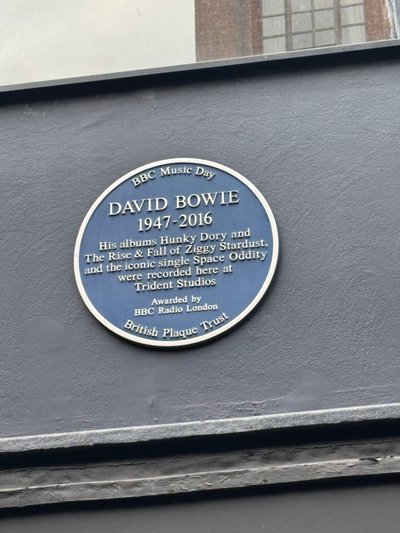 BBC Music Day
DAVID BOWIE
1947-2016
His albums Hunky Dory and
The Rise & Fall of Ziggy Stardust,
and the iconic single Space Oddity
were recorded here at
Trident Studios
Awarded by
BBC Radio London
British Plaque Trust